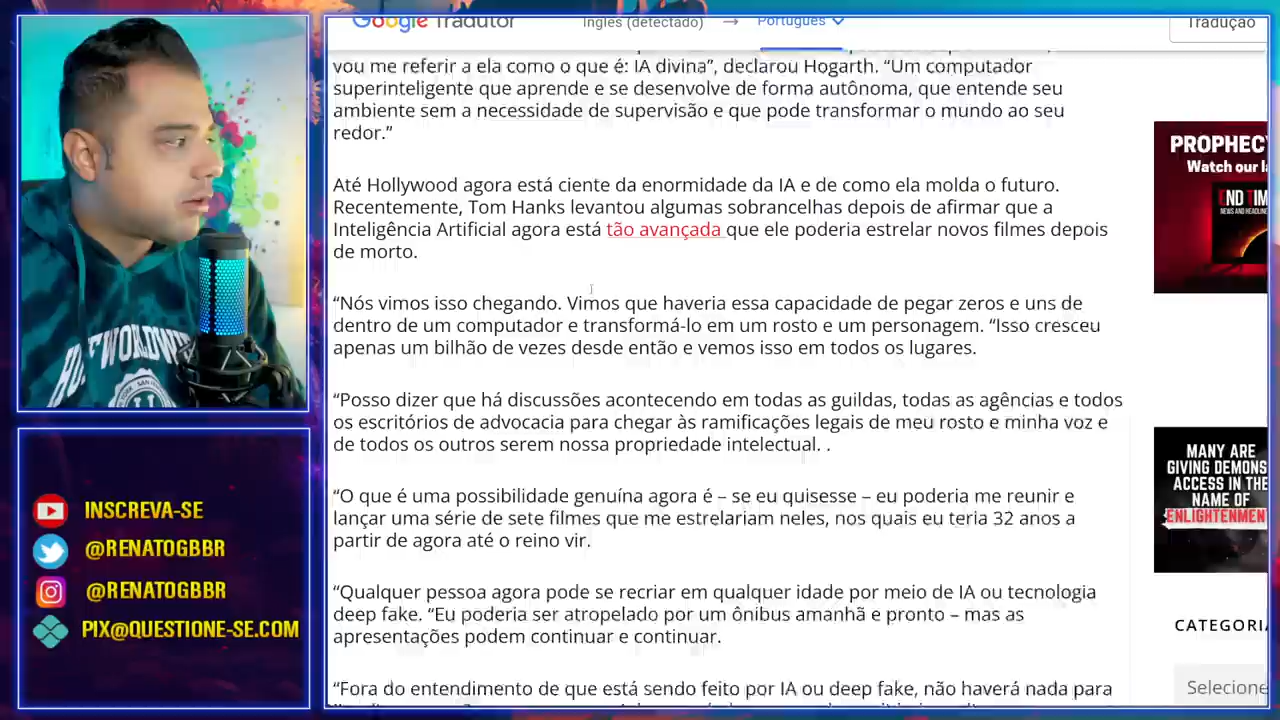 Google Tradutor
Inglês (detectado) → Português
Tradução
vou me referir a ela como o que é: IA divina”, declarou Hogarth. “Um computador
superinteligente que aprende e se desenvolve de forma autônoma, que entende seu
ambiente sem a necessidade de supervisão e que pode transformar o mundo ao seu
redor.”
Até Hollywood agora está ciente da enormidade da IA e de como ela molda o futuro.
Recentemente, Tom Hanks levantou algumas sobrancelhas depois de afirmar que a
Inteligência Artificial agora está tão avançada que ele poderia estrelar novos filmes depois
de morto.
“Nós vimos isso chegando. Vimos que haveria essa capacidade de pegar zeros e uns de
dentro de um computador e transformá-lo em um rosto e um personagem. “Isso cresceu
apenas um bilhão de vezes desde então e vemos isso em todos os lugares.
“Posso dizer que há discussões acontecendo em todas as guildas, todas as agências e todos
os escritórios de advocacia para chegar às ramificações legais de meu rosto e minha voz e
de todos os outros serem nossa propriedade intelectual. .
“O que é uma possibilidade genuína agora é – se eu quisesse – eu poderia me reunir e
lançar uma série de sete filmes que me estrelariam neles, nos quais eu teria 32 anos a
partir de agora até o reino vir.
“Qualquer pessoa agora pode se recriar em qualquer idade por meio de IA ou tecnologia
deep fake. “Eu poderia ser atropelado por um ônibus amanhã e pronto – mas as
apresentações podem continuar e continuar.
“Fora do entendimento de que está sendo feito por IA ou deep fake, não haverá nada para
PROPHECY
Watch our la
END TIM
NEWS AND HEADLIN
MANY ARE
GIVING DEMONS
ACCESS IN THE
NAME OF
ENLIGHTENMENT
CATEGORIA
Selecione
INSCREVA-SE
@RENATOGBBR
@RENATOGBBR
PIX@QUESTIONE-SE.COM